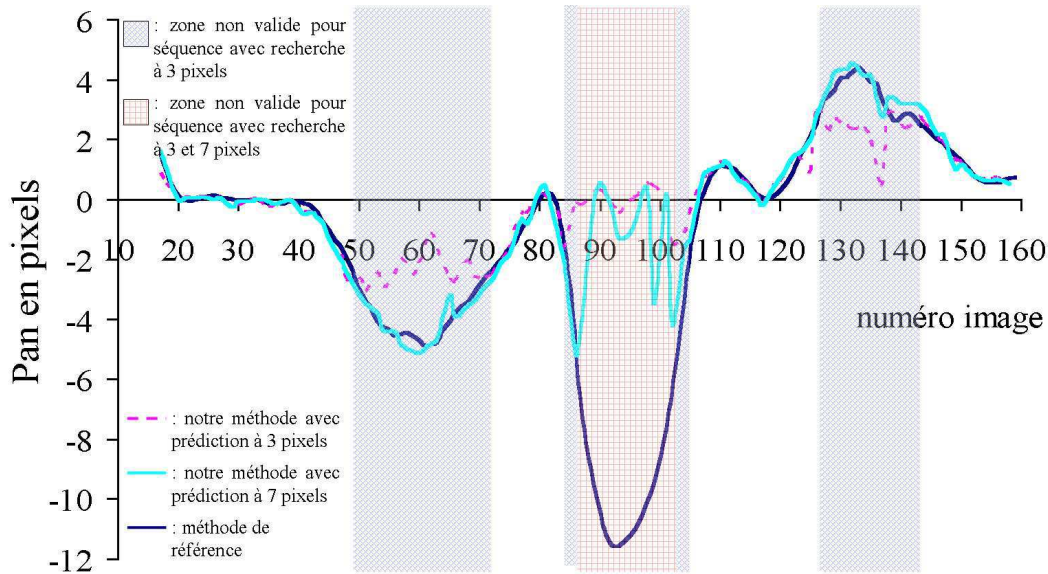 6
4
2
0
-2
-4
-6
-8
-10
-12
Pan en pixels
: zone non valide pour
séquence avec recherche
à 3 pixels
: zone non valide pour
séquence avec recherche
à 3 et 7 pixels
10 20 30 40 50 60 70 80 90 100 110 120 130 140 150 160
numéro image
: notre méthode avec
prédiction à 3 pixels
: notre méthode avec
prédiction à 7 pixels
: méthode de
référence